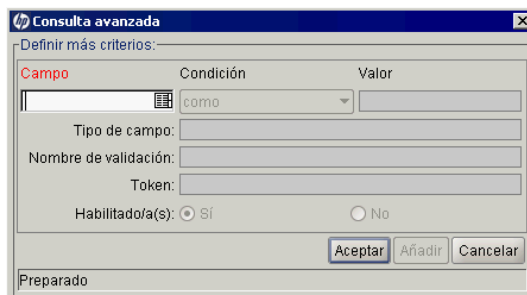 hp Consulta avanzada
Definir más criterios:
Campo Condición Valor
como
Tipo de campo:
Nombre de validación:
Token:
Habilitado/a(s): Sí No
Aceptar Añadir Cancelar
Preparado